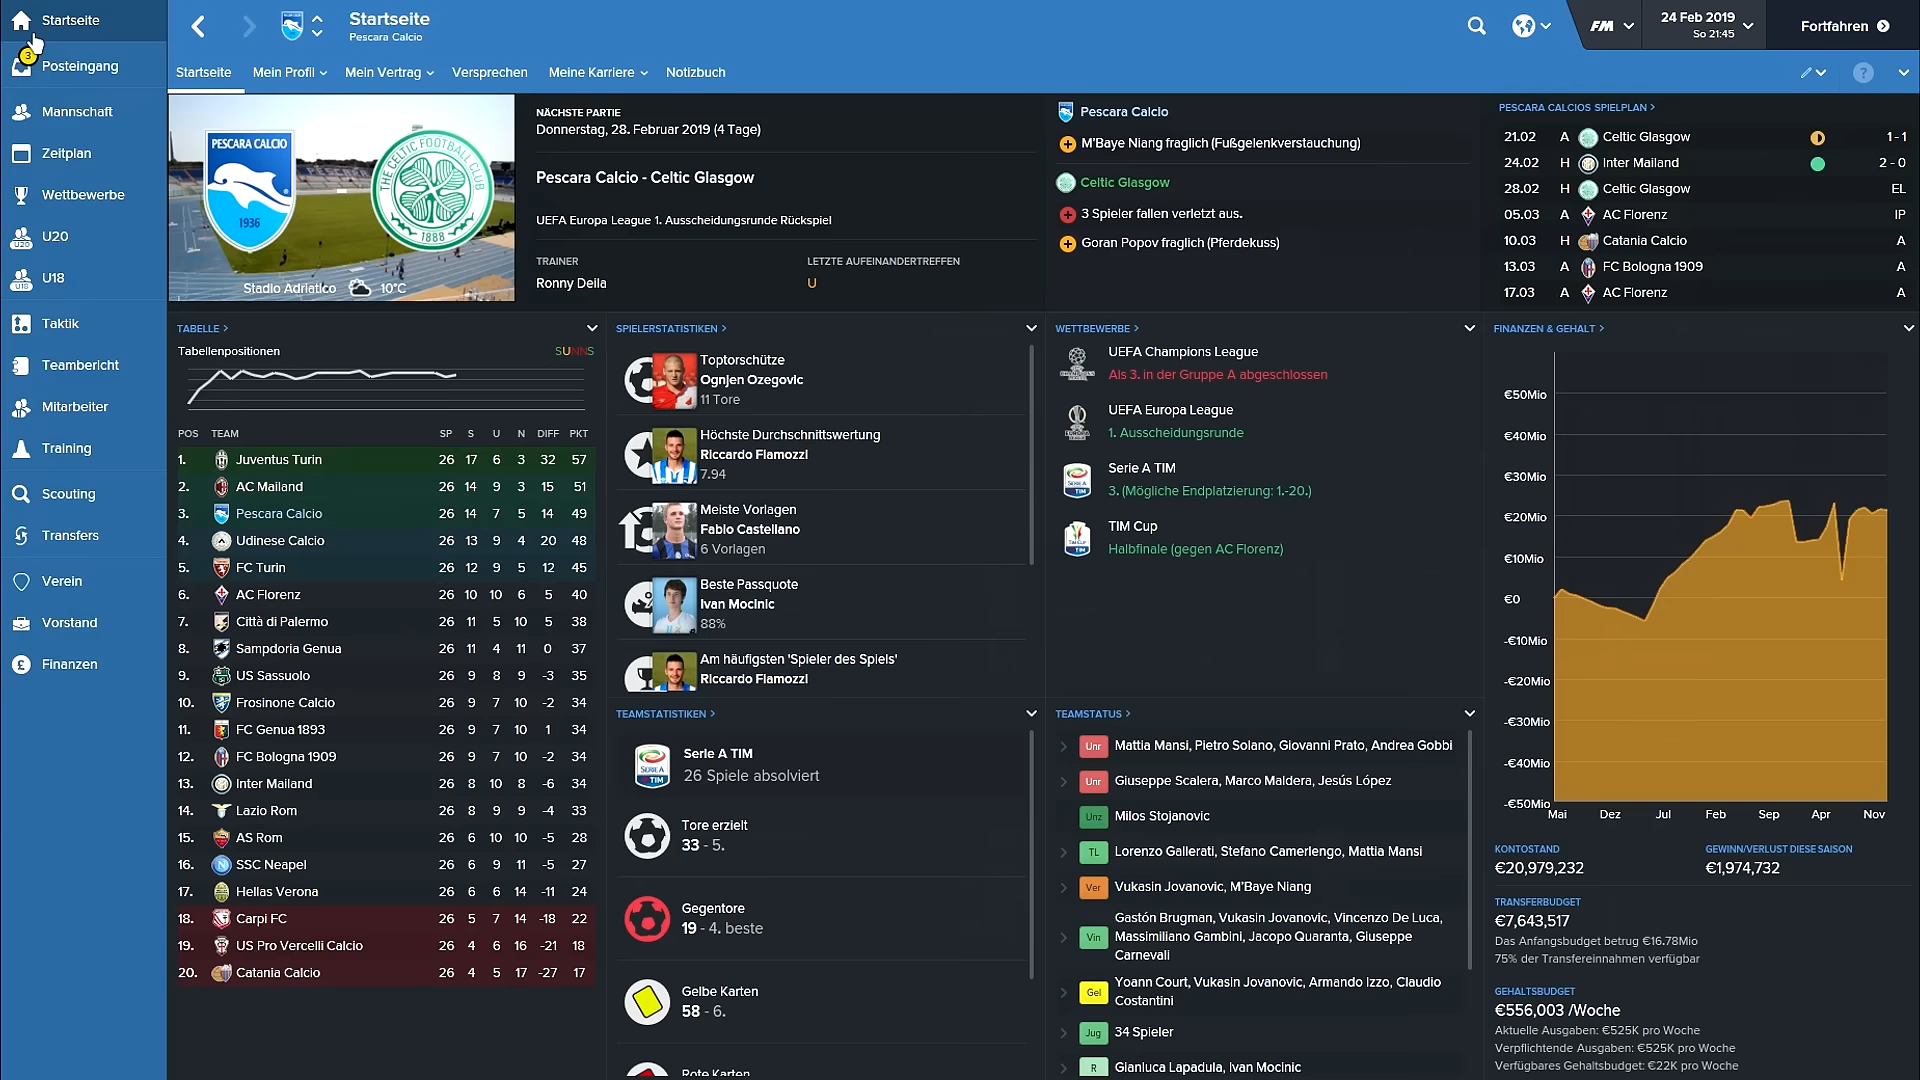 Startseite
3
Posteingang
Mannschaft
Zeitplan
Wettbewerbe
U20
U20
U18
U18
Taktik
Teambericht
Mitarbeiter
Training
Scouting
Transfers
Verein
Vorstand
Finanzen
Startseite
Pescara Calcio
FM
24 Feb 2019
So 21:45
Fortfahren
Startseite
Mein Profil
Mein Vertrag
Versprechen
Meine Karriere
Notizbuch
?
PESCARA CALCIO
1936
THE CELTIC FOOTBALL CLUB
1888
Stadio Adriatico 10°C
NÄCHSTE PARTIE
Donnerstag, 28. Februar 2019 (4 Tage)
Pescara Calcio - Celtic Glasgow
UEFA Europa League 1. Ausscheidungsrunde Rückspiel
TRAINER
Ronny Deila
LETZTE AUFEINANDERTREFFEN
U
Pescara Calcio
M'Baye Niang fraglich (Fußgelenkverstauchung)
Celtic Glasgow
3 Spieler fallen verletzt aus.
Goran Popov fraglich (Pferdekuss)
PESCARA CALCIOS SPIELPLAN >
21.02 A Celtic Glasgow 1 - 1
24.02 H Inter Mailand 2 - 0
28.02 H Celtic Glasgow EL
05.03 A AC Florenz IP
10.03 H Catania Calcio A
13.03 A FC Bologna 1909 A
17.03 A AC Florenz A
TABELLE >
Tabellenpositionen SUNNS
POS TEAM SP S U N DIFF PKT
1. Juventus Turin 26 17 6 3 32 57
2. AC Mailand 26 14 9 3 15 51
3. Pescara Calcio 26 14 7 5 14 49
4. Udinese Calcio 26 13 9 4 20 48
5. FC Turin 26 12 9 5 12 45
6. AC Florenz 26 10 10 6 5 40
7. Città di Palermo 26 11 5 10 5 38
8. Sampdoria Genua 26 11 4 11 0 37
9. US Sassuolo 26 9 8 9 -3 35
10. Frosinone Calcio 26 9 7 10 -2 34
11. FC Genua 1893 26 9 7 10 1 34
12. FC Bologna 1909 26 9 7 10 -2 34
13. Inter Mailand 26 8 10 8 -6 34
14. Lazio Rom 26 8 9 9 -4 33
15. AS Rom 26 6 10 10 -5 28
16. SSC Neapel 26 6 9 11 -5 27
17. Hellas Verona 26 6 6 14 -11 24
18. Carpi FC 26 5 7 14 -18 22
19. US Pro Vercelli Calcio 26 4 6 16 -21 18
20. Catania Calcio 26 4 5 17 -27 17
SPIELERSTATISTIKEN >
Toptorschütze
Ognjen Ozegovic
11 Tore
Höchste Durchschnittswertung
Riccardo Fiamozzi
7.94
Meiste Vorlagen
Fabio Castellano
6 Vorlagen
Beste Passquote
Ivan Mocinic
88%
Am häufigsten 'Spieler des Spiels'
Riccardo Fiamozzi
TEAMSTATISTIKEN >
SERIE A
TIM
Serie A TIM
26 Spiele absolviert
Tore erzielt
33 - 5.
Gegentore
19 - 4. beste
Gelbe Karten
58 - 6.
Rote Karten
WETTBEWERBE >
UEFA Champions League
Als 3. in der Gruppe A abgeschlossen
UEFA Europa League
1. Ausscheidungsrunde
SERIE A
TIM
Serie A TIM
3. (Mögliche Endplatzierung: 1.-20.)
TIM
TIM Cup
Halbfinale (gegen AC Florenz)
TEAMSTATUS >
Unr Mattia Mansi, Pietro Solano, Giovanni Prato, Andrea Gobbi
Unr Giuseppe Scalera, Marco Maldera, Jesús López
Unz Milos Stojanovic
TL Lorenzo Gallerati, Stefano Camerlengo, Mattia Mansi
Ver Vukasin Jovanovic, M'Baye Niang
Vin Gastón Brugman, Vukasin Jovanovic, Vincenzo De Luca,
Massimiliano Gambini, Jacopo Quaranta, Giuseppe
Carnevali
Gel Yoann Court, Vukasin Jovanovic, Armando Izzo, Claudio
Costantini
Jug 34 Spieler
R Gianluca Lapadula, Ivan Mocinic
FINANZEN & GEHALT >
€50Mio
€40Mio
€30Mio
€20Mio
€10Mio
€0
-€10Mio
-€20Mio
-€30Mio
-€40Mio
-€50Mio
Mai Dez Jul Feb Sep Apr Nov
KONTOSTAND
€20,979,232
GEWINN/VERLUST DIESE SAISON
€1,974,732
TRANSFERBUDGET
€7,643,517
Das Anfangsbudget betrug €16.78Mio
75% der Transfereinnahmen verfügbar
GEHALTSBUDGET
€556,003 /Woche
Aktuelle Ausgaben: €525K pro Woche
Verpflichtende Ausgaben: €525K pro Woche
Verfügbares Gehaltsbudget: €22K pro Woche